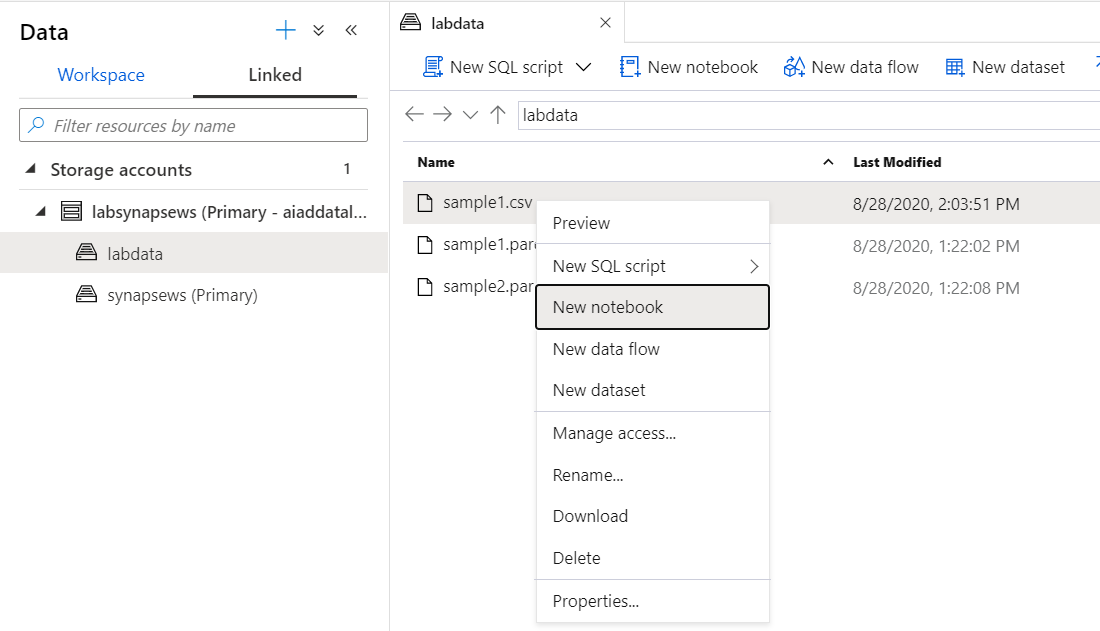 Data
Workspace
Linked
Filter resources by name
Storage accounts 1
labsynapsews (Primary - aiaddatal...
labdata
synapsews (Primary)
labdata
New SQL script
New notebook
New data flow
New dataset
labdata
Name Last Modified
sample1.csv 8/28/2020, 2:03:51 PM
sample1.par 8/28/2020, 1:22:02 PM
sample2.par 8/28/2020, 1:22:08 PM
Preview
New SQL script
New notebook
New data flow
New dataset
Manage access...
Rename...
Download
Delete
Properties...